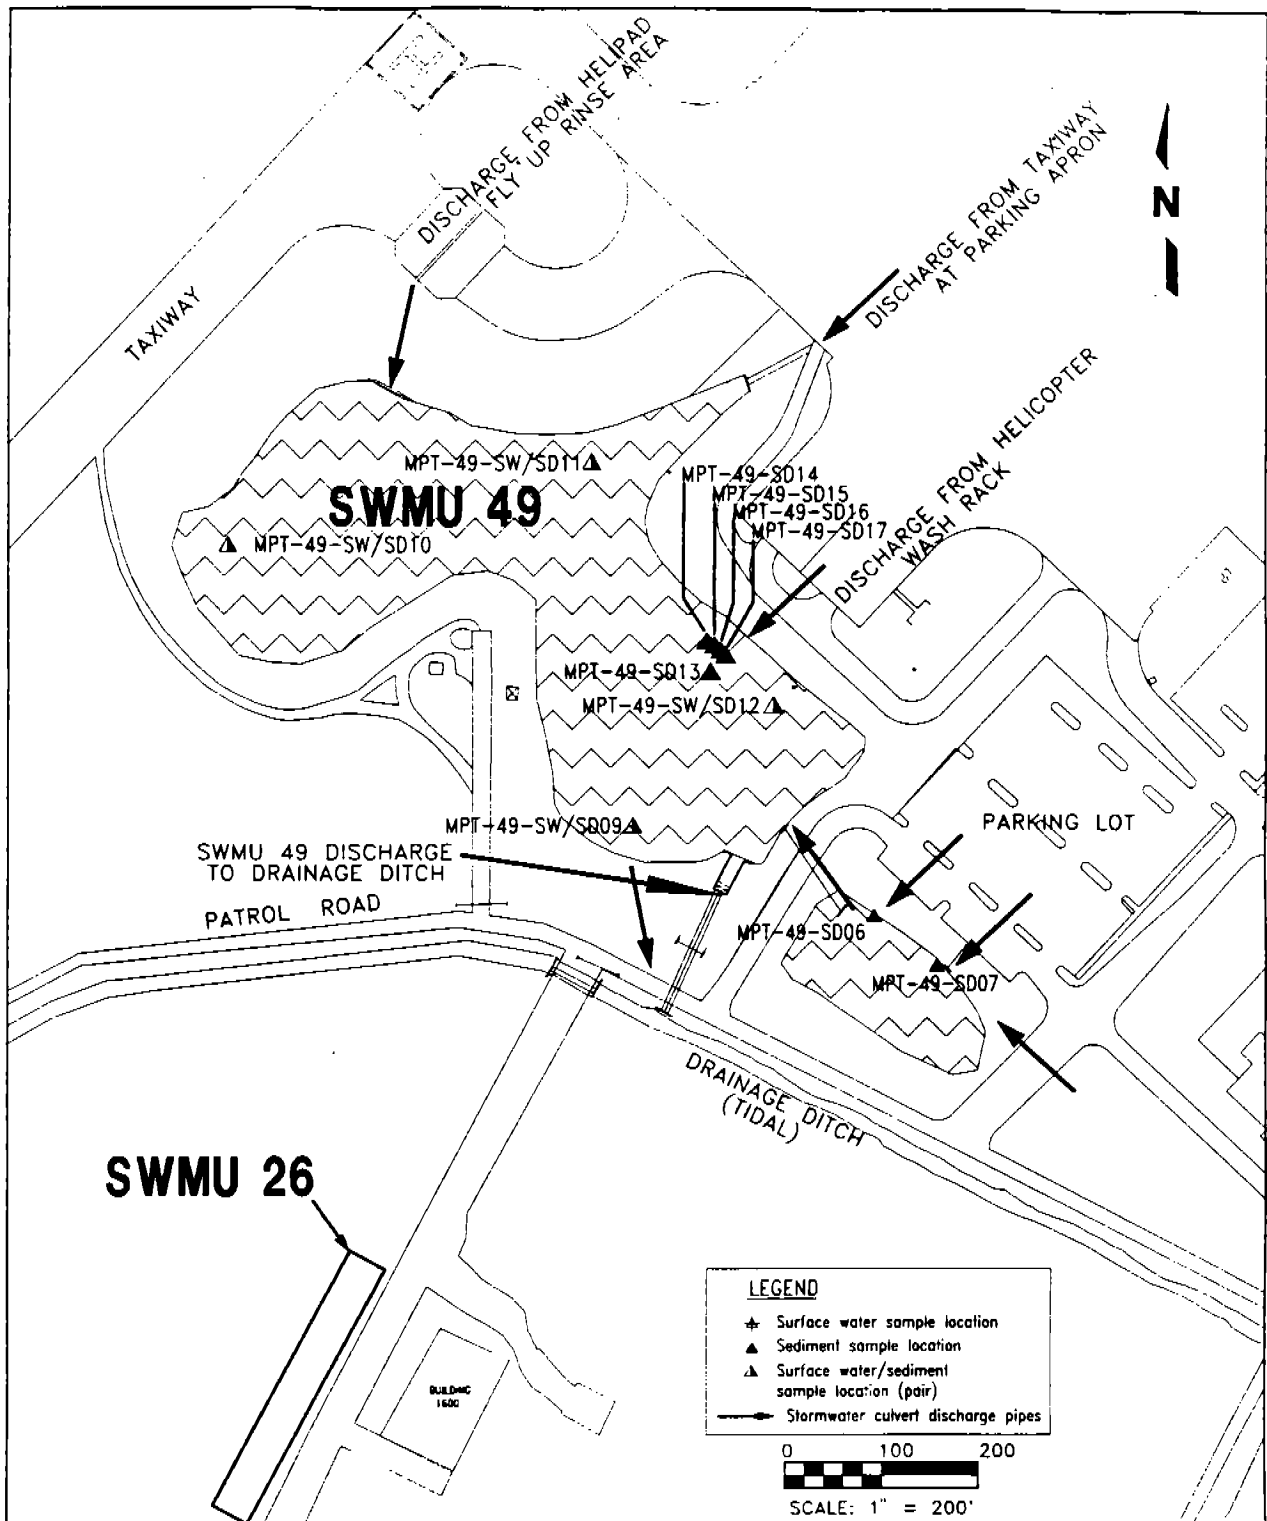 DISCHARGE FROM HELIPAD
FLY UP RINSE AREA
DISCHARGE FROM TAXIWAY
AT PARKING APRON
N
TAXIWAY
DISCHARGE FROM HELICOPTER
WASH RACK
MPT-49-SW/SD11
MPT-49-SD14
MPT-49-SD15
MPT-49-SD16
MPT-49-SD17
SWMU 49
MPT-49-SW/SD10
MPT-49-SD13
MPT-49-SW/SD12
MPT-49-SW/SD09
PARKING LOT
SWMU 49 DISCHARGE
TO DRAINAGE DITCH
PATROL ROAD
MPT-49-SD06
MPT-49-SD07
DRAINAGE DITCH
(TIDAL)
SWMU 26
BUILDING
1600
LEGEND
Surface water sample location
Sediment sample location
Surface water/sediment
sample location (pair)
Stormwater culvert discharge pipes
0 100 200
SCALE: 1" = 200'